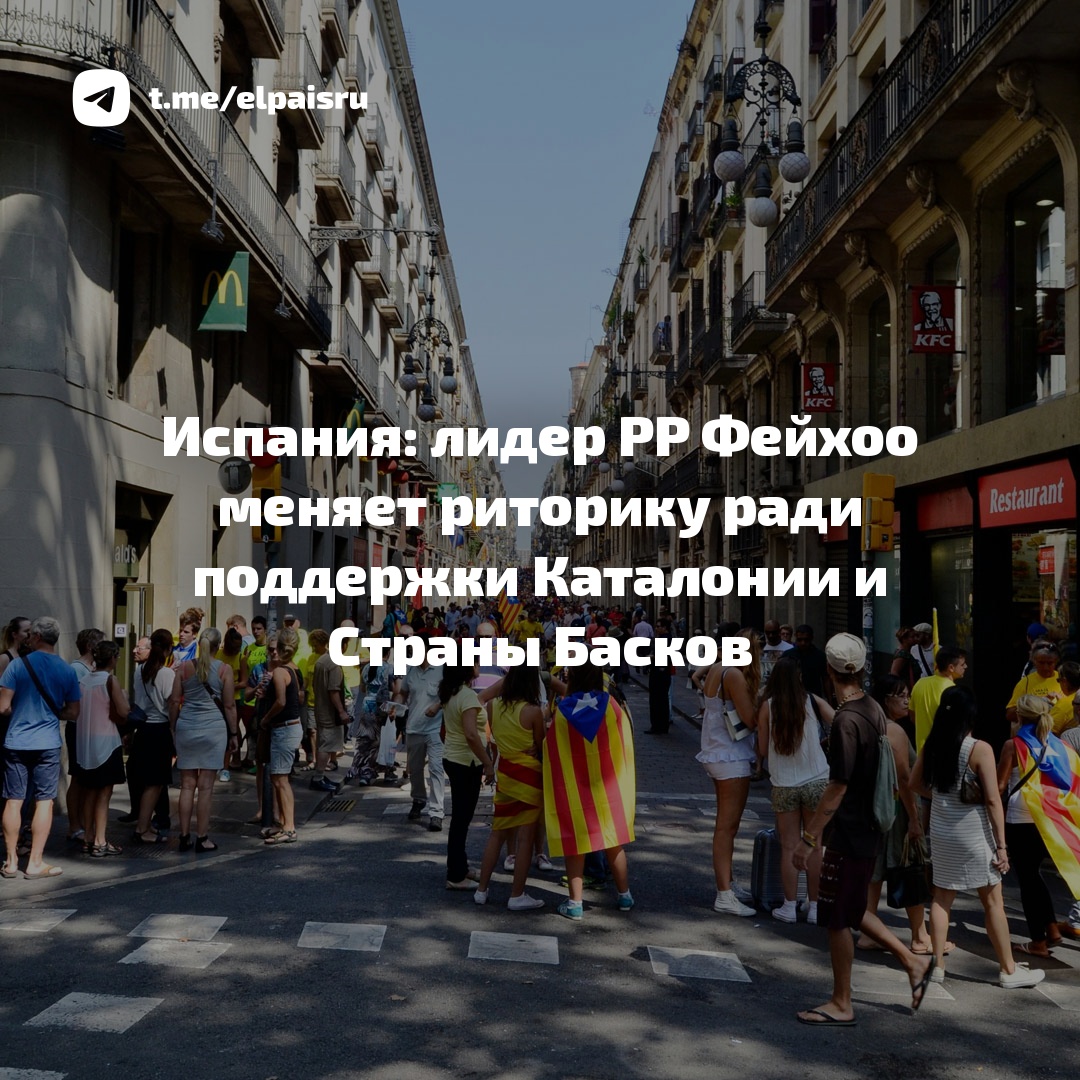 t.me/elpaisru
KFC
KFC
Испания: лидер PP Фейхоо
меняет риторику ради
поддержки Каталонии и
Страны Басков
Restaurant